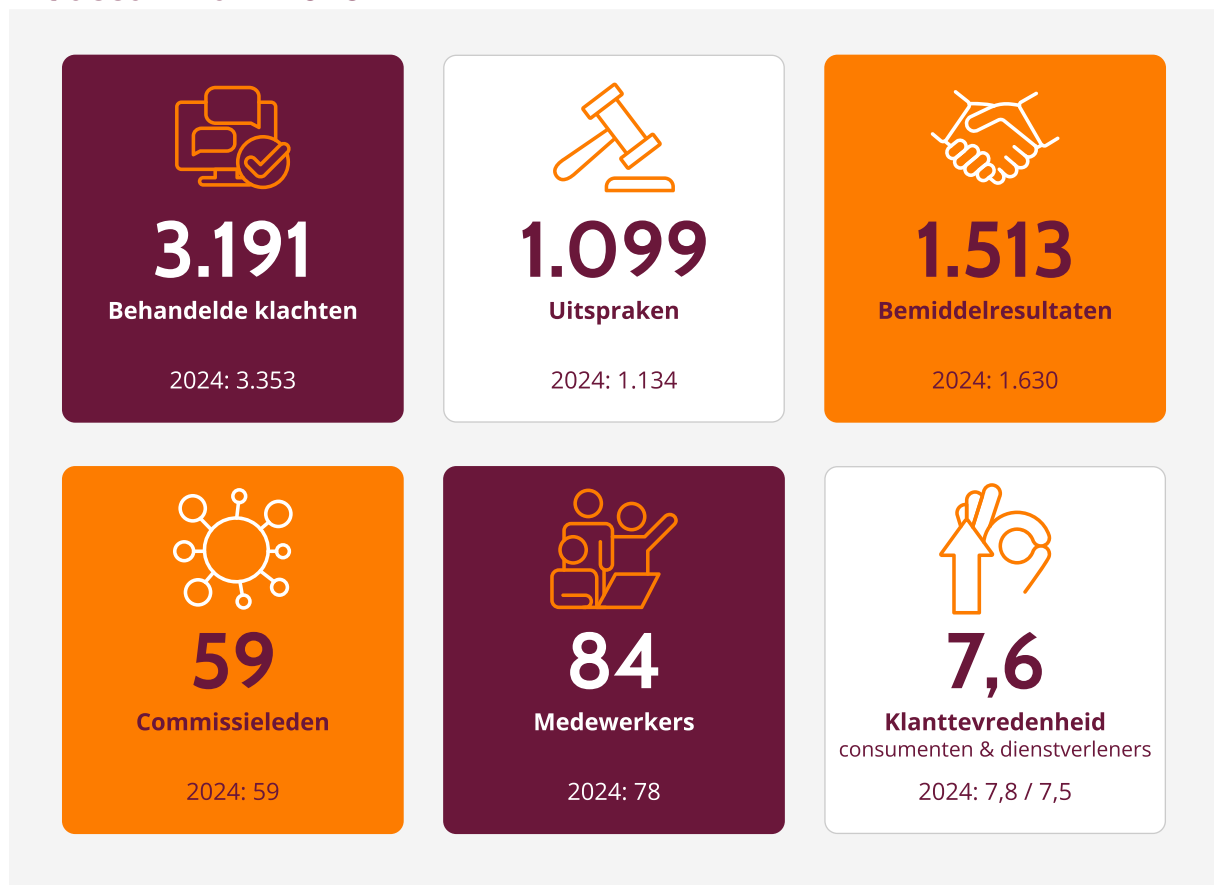 3.191
Behandelde klachten
2024: 3.353
1.099
Uitspraken
2024: 1.134
1.513
Bemiddelresultaten
2024: 1.630
59
Commissieleden
2024: 59
84
Medewerkers
2024: 78
7,6
Klanttevredenheid
consumenten & dienstverleners
2024: 7,8 / 7,5